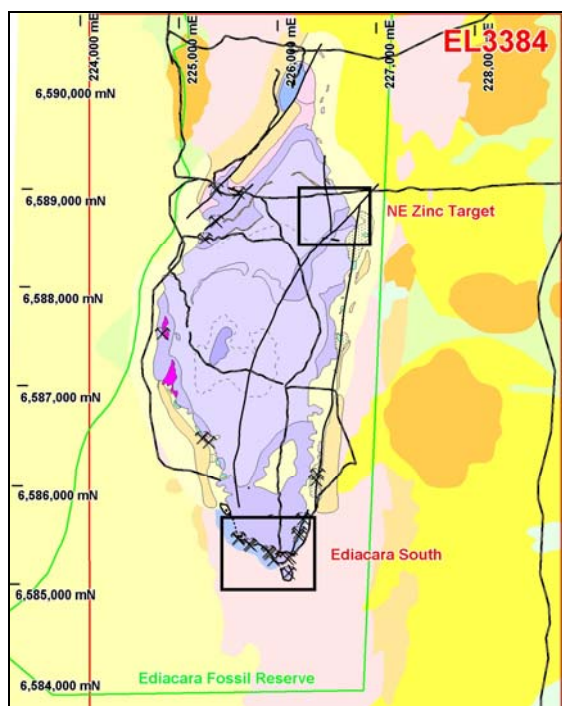 EL3384
224,000 mE
225,000 mE
226,000 mE
227,000 mE
228,000 mE
6,590,000 mN
6,589,000 mN
NE Zinc Target
6,588,000 mN
6,587,000 mN
6,586,000 mN
Ediacara South
6,585,000 mN
Ediacara Fossil Reserve
6,584,000 mN